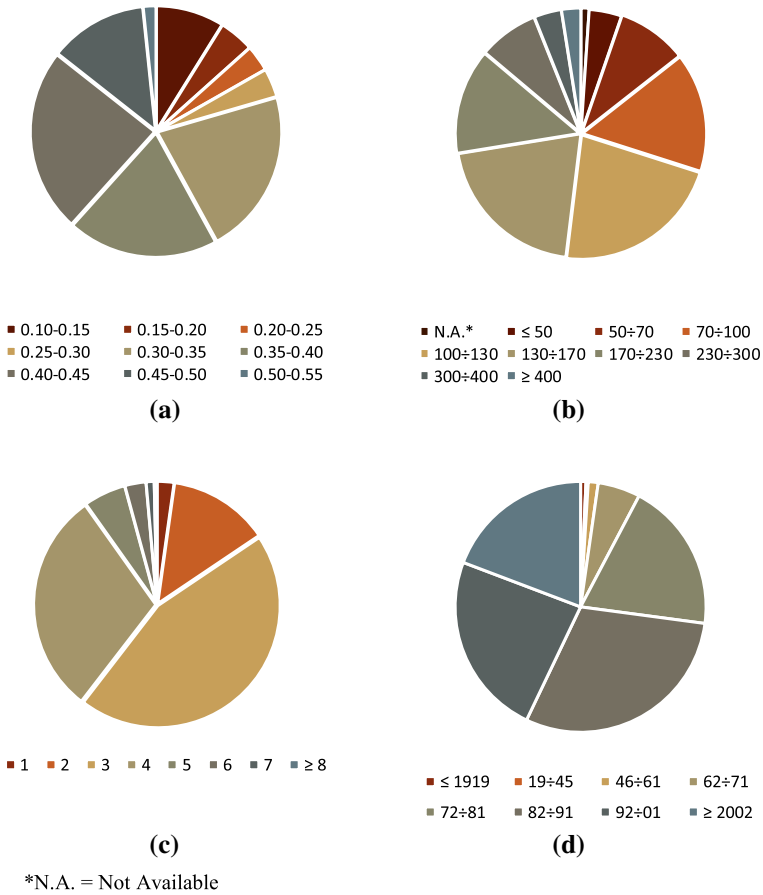 0.10-0.15 0.15-0.20 0.20-0.25
0.25-0.30 0.30-0.35 0.35-0.40
0.40-0.45 0.45-0.50 0.50-0.55
(a)
N.A.* ≤ 50 50÷70 70÷100
100÷130 130÷170 170÷230 230÷300
300÷400 ≥ 400
(b)
1 2 3 4 5 6 7 ≥ 8
(c)
≤ 1919 19÷45 46÷61 62÷71
72÷81 82÷91 92÷01 ≥ 2002
(d)
*N.A. = Not Available